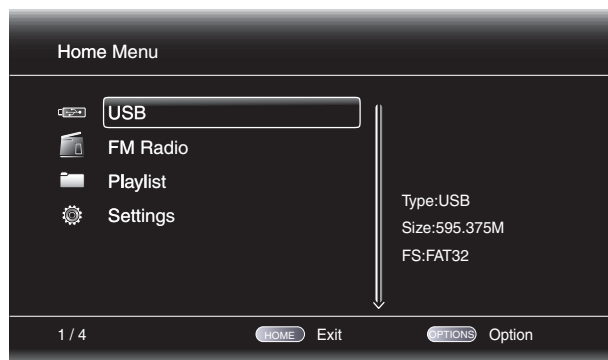 Home Menu
USB
FM Radio
Playlist
Settings
Type:USB
Size:595.375M
FS:FAT32
1 / 4 HOME Exit OPTIONS Option